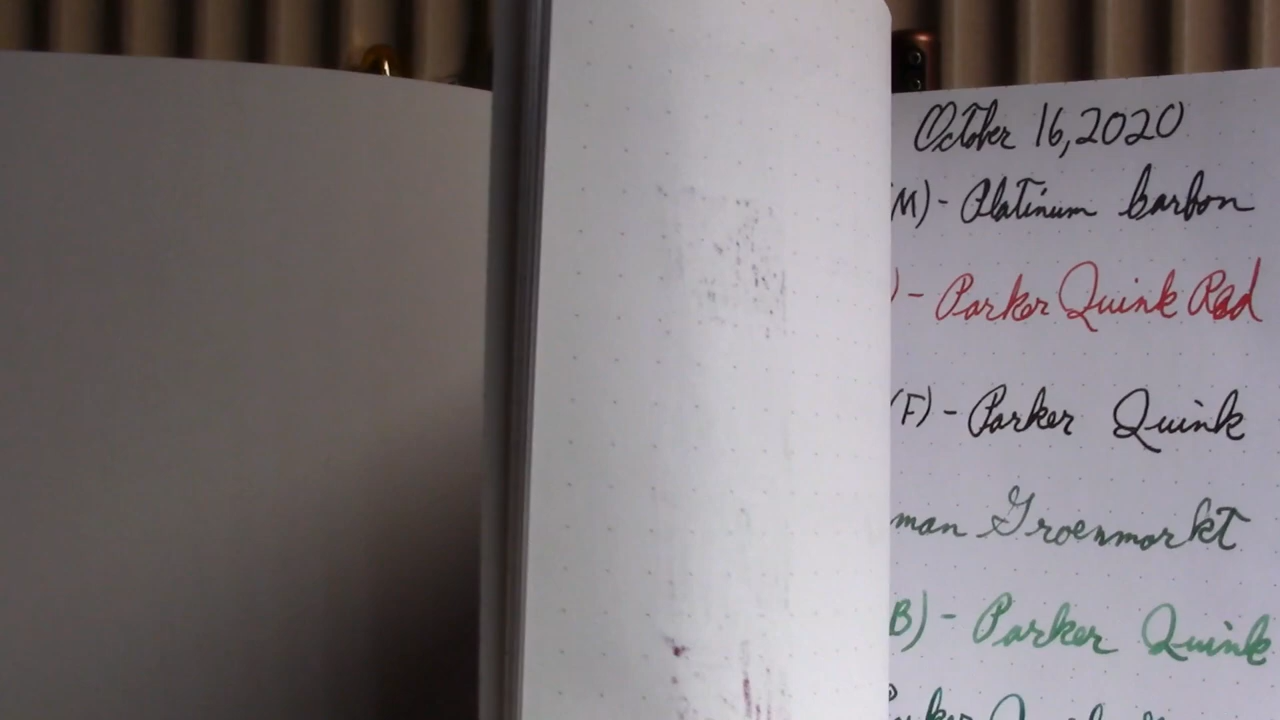 October 16,2020
M) - Platinum Carbon
) - Parker Quink Red
(F) - Parker Quink
man Groenmarkt
B) - Parker Quink